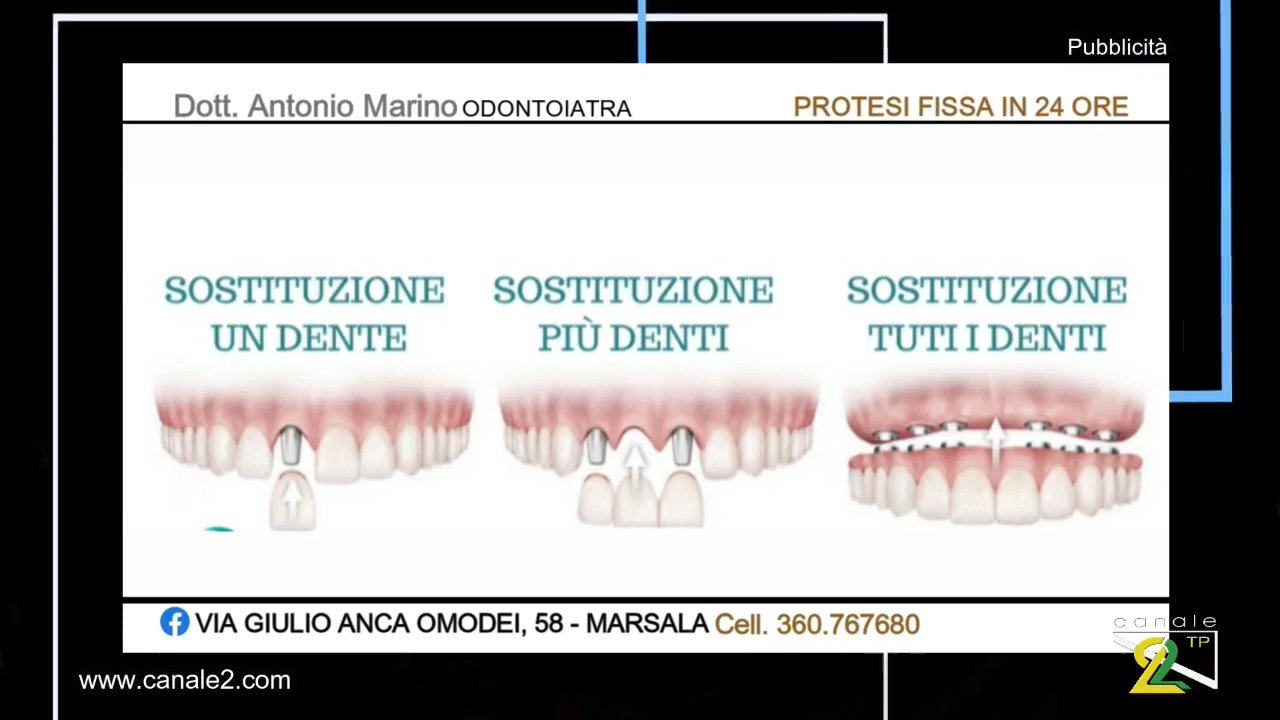 Pubblicità
Dott. Antonio Marino ODONTOIATRA
PROTESI FISSA IN 24 ORE
SOSTITUZIONE
UN DENTE
SOSTITUZIONE
PIÙ DENTI
SOSTITUZIONE
TUTI I DENTI
VIA GIULIO ANCA OMODEI, 58 - MARSALA Cell. 360.767680
canale
2 TP
www.canale2.com